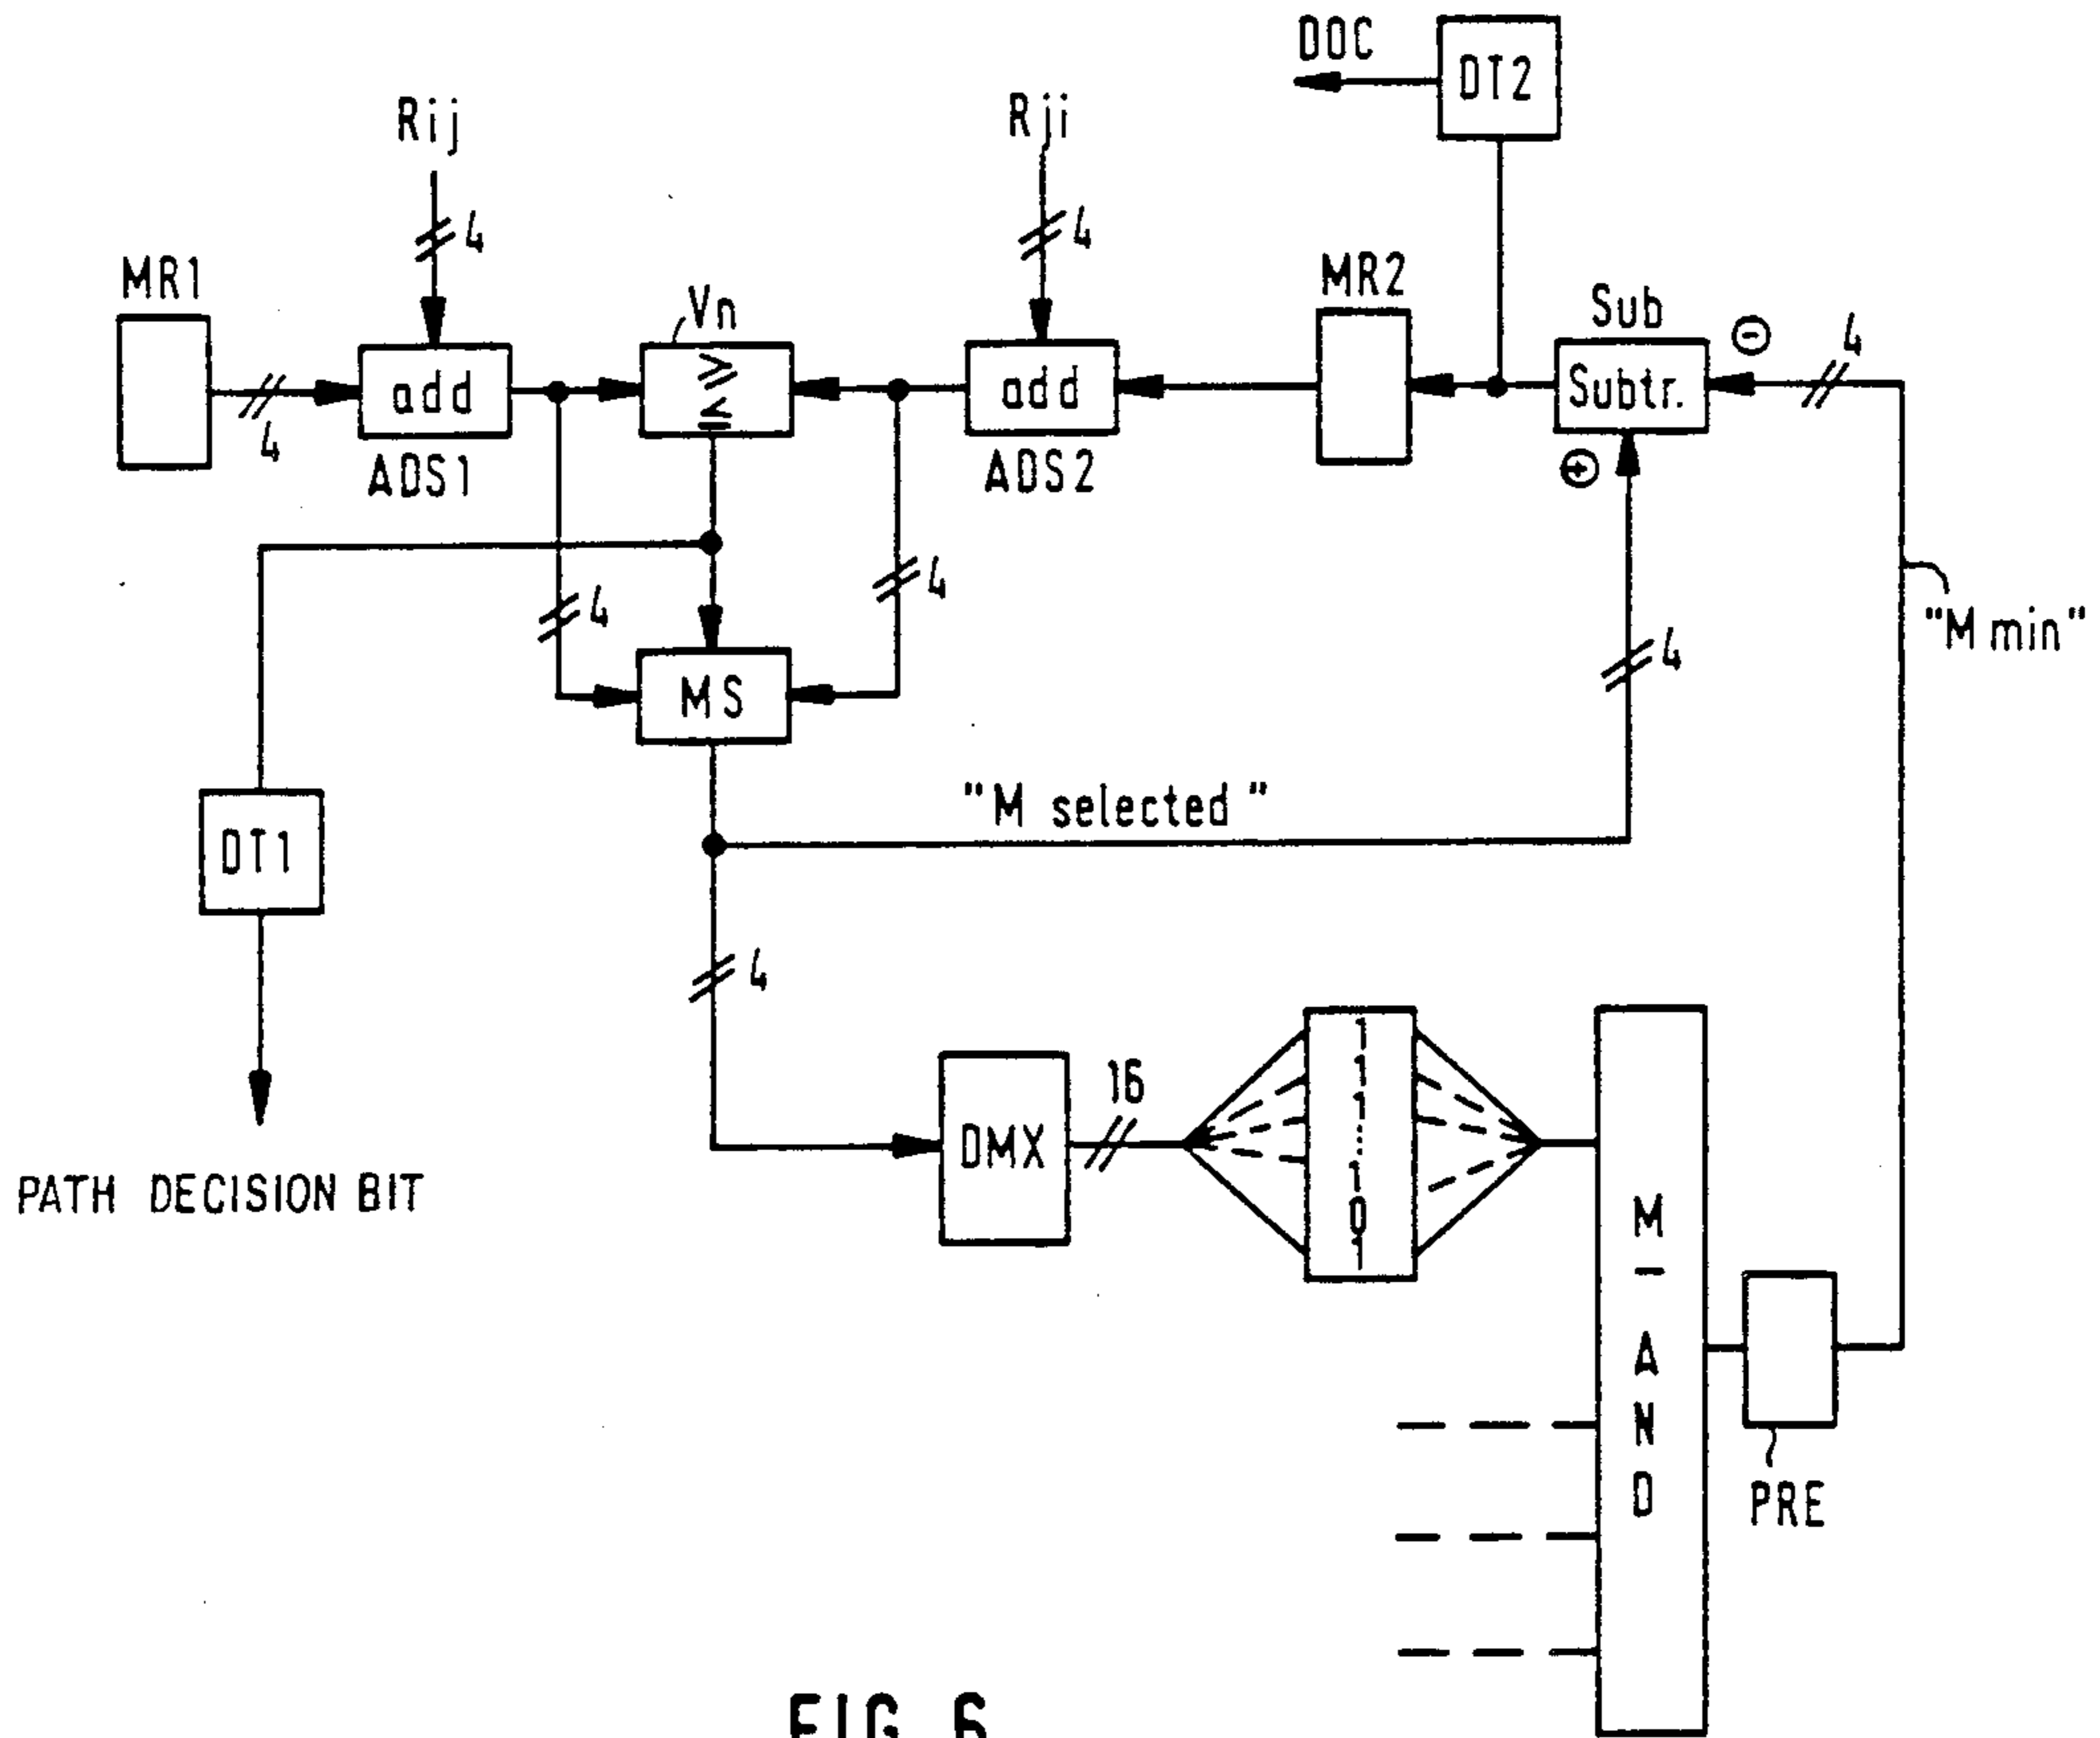 DOC
DT2
Rij
Rji
4
4
MR1
Vn
MR2
Sub
⊖
4
add
≥
≤
add
Subtr.
4
ADS1
ADS2
⊕
4
4
4
"M min"
MS
"M selected"
DT1
4
PATH DECISION BIT
DMX
16
1
1
1
⋮
1
0
1
M-AND
PRE
FIG. 6